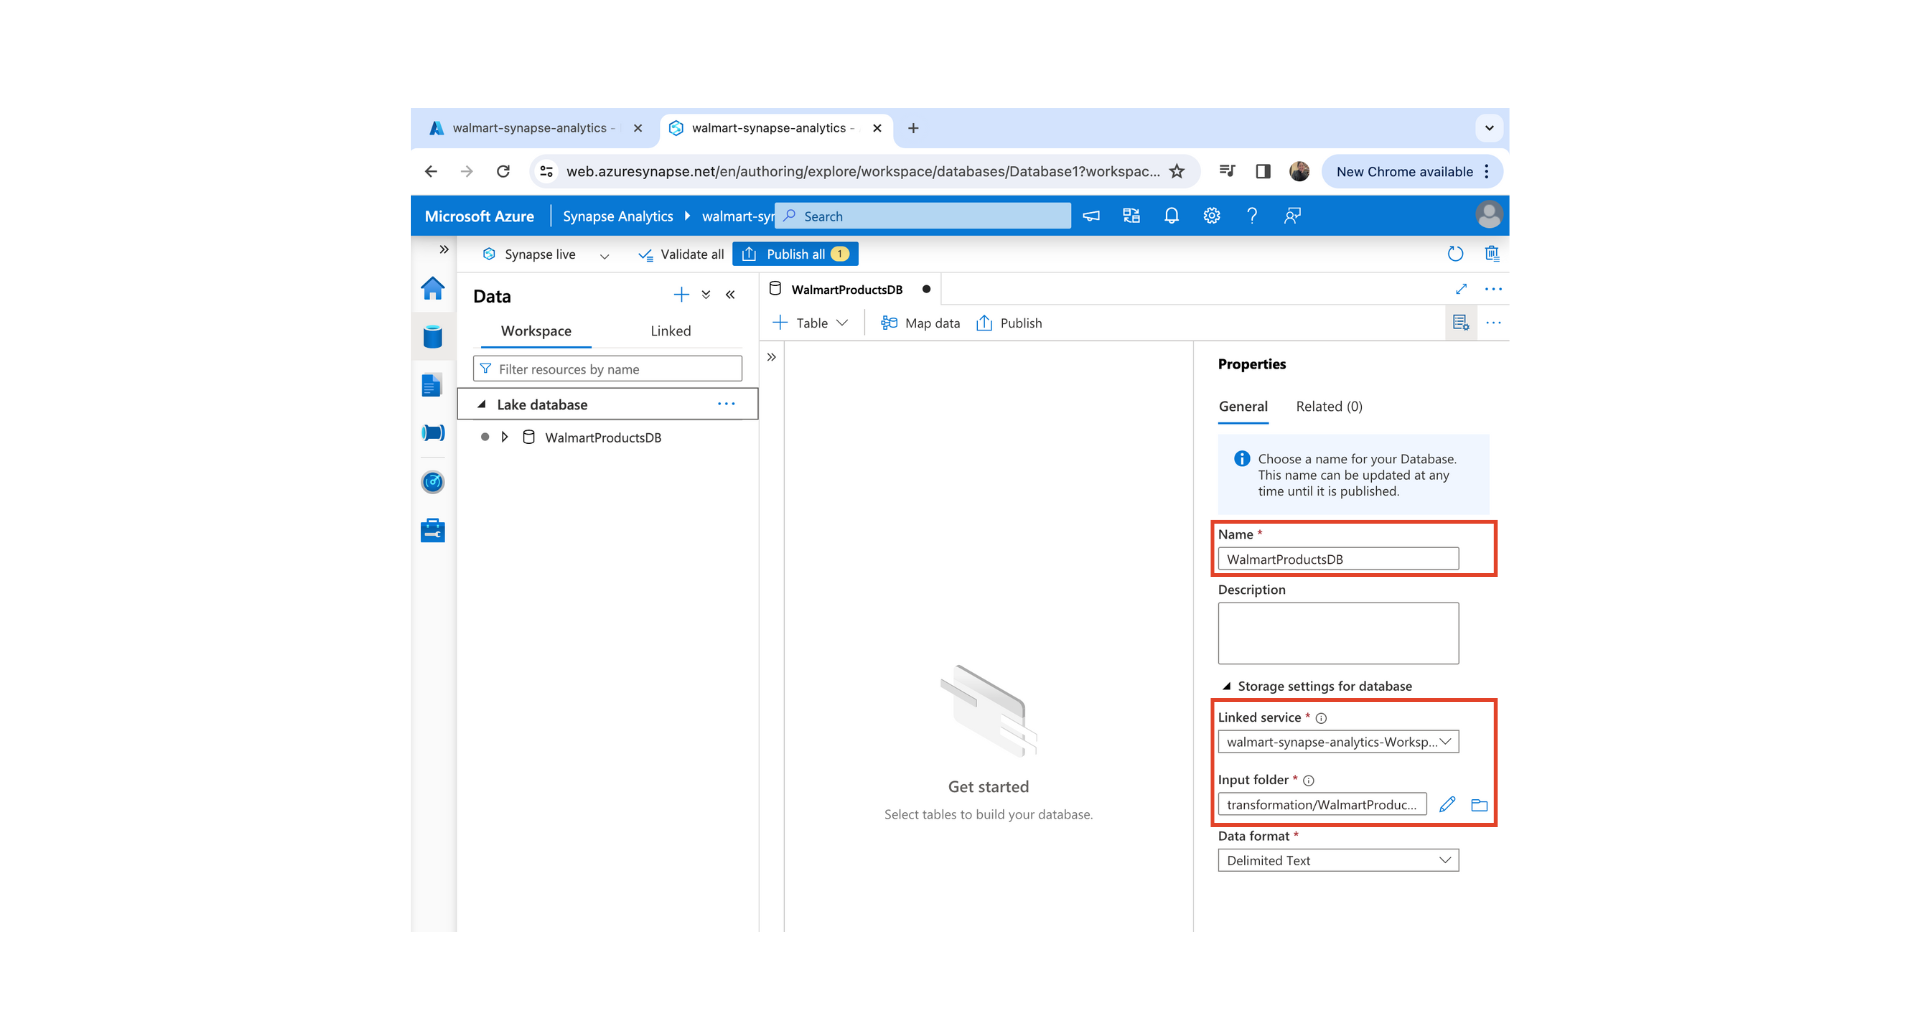 walmart-synapse-analytics -
walmart-synapse-analytics -
web.azuresynapse.net/en/authoring/explore/workspace/databases/Database1?workspac...
New Chrome available
Microsoft Azure
Synapse Analytics
walmart-syn
Search
Synapse live
Validate all
Publish all
1
Data
Workspace
Linked
Filter resources by name
Lake database
WalmartProductsDB
WalmartProductsDB
Table
Map data
Publish
Get started
Select tables to build your database.
Properties
General
Related (0)
Choose a name for your Database.
This name can be updated at any
time until it is published.
Name *
WalmartProductsDB
Description
Storage settings for database
Linked service *
walmart-synapse-analytics-Worksp...
Input folder *
transformation/WalmartProduc...
Data format *
Delimited Text